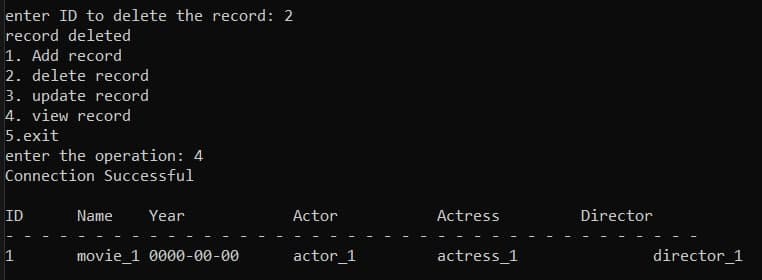 enter ID to delete the record: 2
record deleted
1. Add record
2. delete record
3. update record
4. view record
5.exit
enter the operation: 4
Connection Successful
ID Name Year Actor Actress Director
- - - - - - - - - - - - - - - - - - - - - - - - - - - - - - - - - - - - - - -
1 movie_1 0000-00-00 actor_1 actress_1 director_1